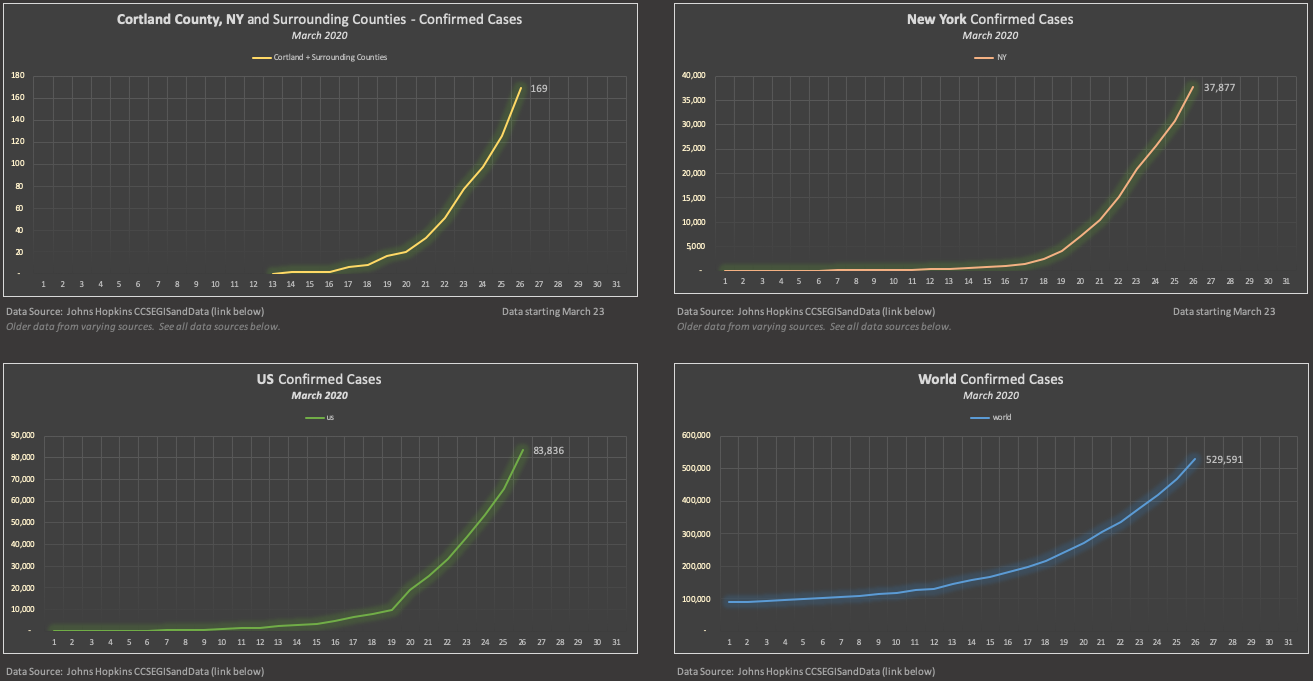 Cortland County, NY and Surrounding Counties - Confirmed Cases
March 2020
Cortland + Surrounding Counties
180
160
140
120
100
80
60
40
20
-
169
1 2 3 4 5 6 7 8 9 10 11 12 13 14 15 16 17 18 19 20 21 22 23 24 25 26 27 28 29 30 31
Data Source: Johns Hopkins CCSEGISandData (link below) Data starting March 23
Older data from varying sources. See all data sources below.
New York Confirmed Cases
March 2020
NY
40,000
35,000
30,000
25,000
20,000
15,000
10,000
5,000
-
37,877
1 2 3 4 5 6 7 8 9 10 11 12 13 14 15 16 17 18 19 20 21 22 23 24 25 26 27 28 29 30 31
Data Source: Johns Hopkins CCSEGISandData (link below) Data starting March 23
Older data from varying sources. See all data sources below.
US Confirmed Cases
March 2020
us
90,000
80,000
70,000
60,000
50,000
40,000
30,000
20,000
10,000
-
83,836
1 2 3 4 5 6 7 8 9 10 11 12 13 14 15 16 17 18 19 20 21 22 23 24 25 26 27 28 29 30 31
Data Source: Johns Hopkins CCSEGISandData (link below)
World Confirmed Cases
March 2020
world
600,000
500,000
400,000
300,000
200,000
100,000
-
529,591
1 2 3 4 5 6 7 8 9 10 11 12 13 14 15 16 17 18 19 20 21 22 23 24 25 26 27 28 29 30 31
Data Source: Johns Hopkins CCSEGISandData (link below)